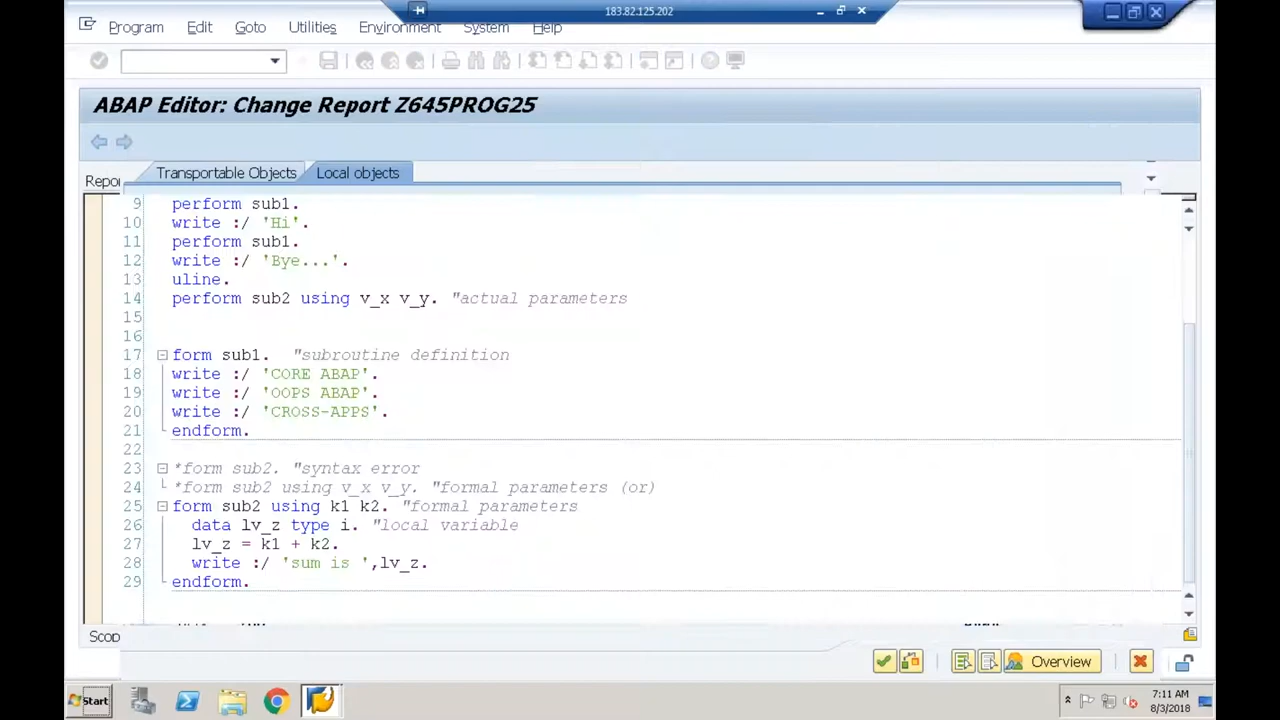 183.82.125.202
Program Edit Goto Utilities Environment System Help
ABAP Editor: Change Report Z645PROG25
Transportable Objects Local objects
Repo
9 perform sub1.
10 write :/ 'Hi'.
11 perform sub1.
12 write :/ 'Bye...'.
13 uline.
14 perform sub2 using v_x v_y. "actual parameters
15
16
17 form sub1. "subroutine definition
18 write :/ 'CORE ABAP'.
19 write :/ 'OOPS ABAP'.
20 write :/ 'CROSS-APPS'.
21 endform.
22
23 *form sub2. "syntax error
24 *form sub2 using v_x v_y. "formal parameters (or)
25 form sub2 using k1 k2. "formal parameters
26 data lv_z type i. "local variable
27 lv_z = k1 + k2.
28 write :/ 'sum is ',lv_z.
29 endform.
Scop
Overview
Start
7:11 AM
8/3/2018